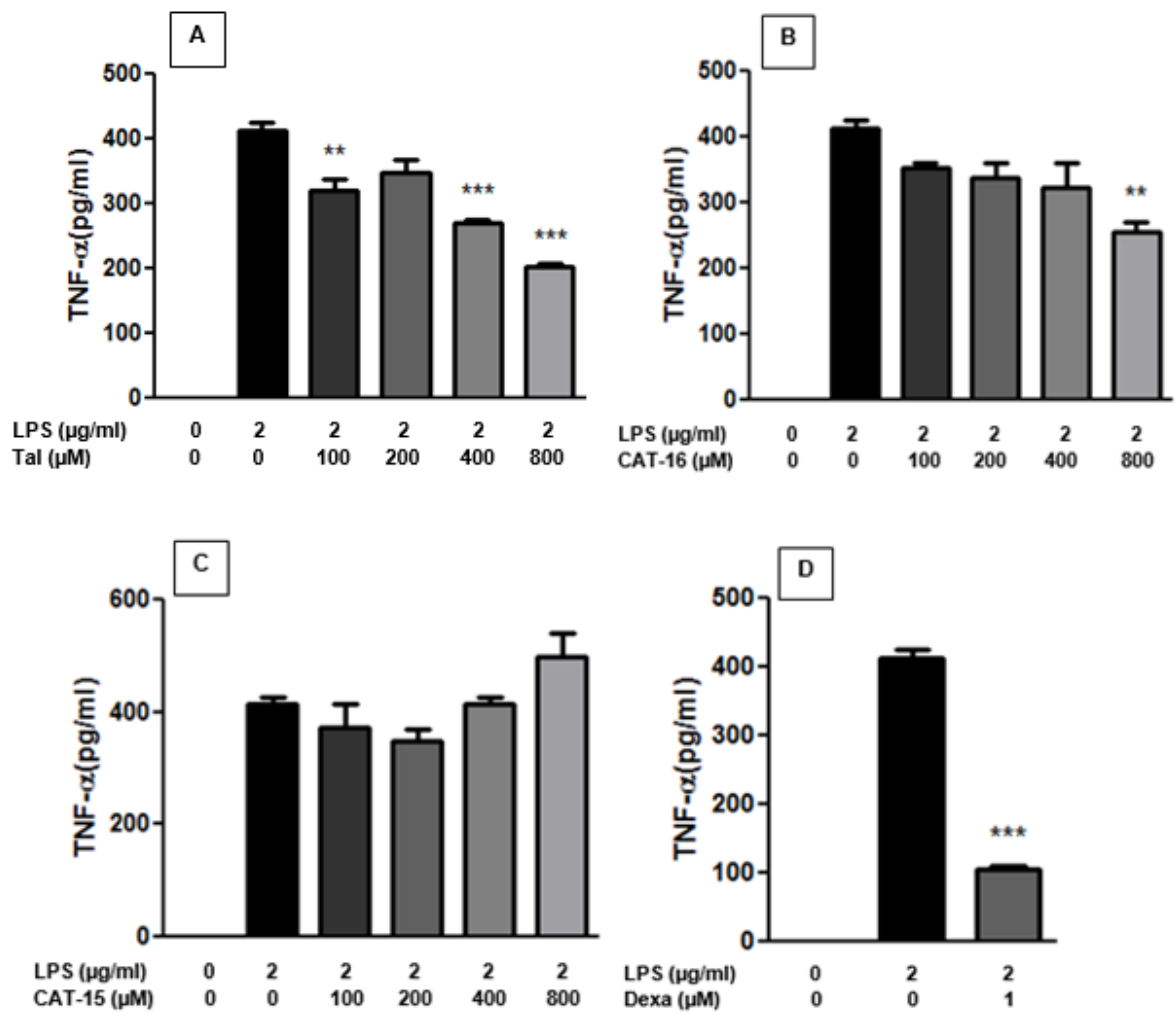 A
500
400
300
200
100
0
TNF-α(pg/ml)
**
***
***
LPS (μg/ml) 0 2 2 2 2 2
Tal (μM) 0 0 100 200 400 800
B
500
400
300
200
100
0
TNF-α(pg/ml)
**
LPS (μg/ml) 0 2 2 2 2 2
CAT-16 (μM) 0 0 100 200 400 800
C
600
400
200
0
TNF-α(pg/ml)
LPS (μg/ml) 0 2 2 2 2 2
CAT-15 (μM) 0 0 100 200 400 800
D
500
400
300
200
100
0
TNF-α(pg/ml)
***
LPS (μg/ml) 0 2 2
Dexa (μM) 0 0 1